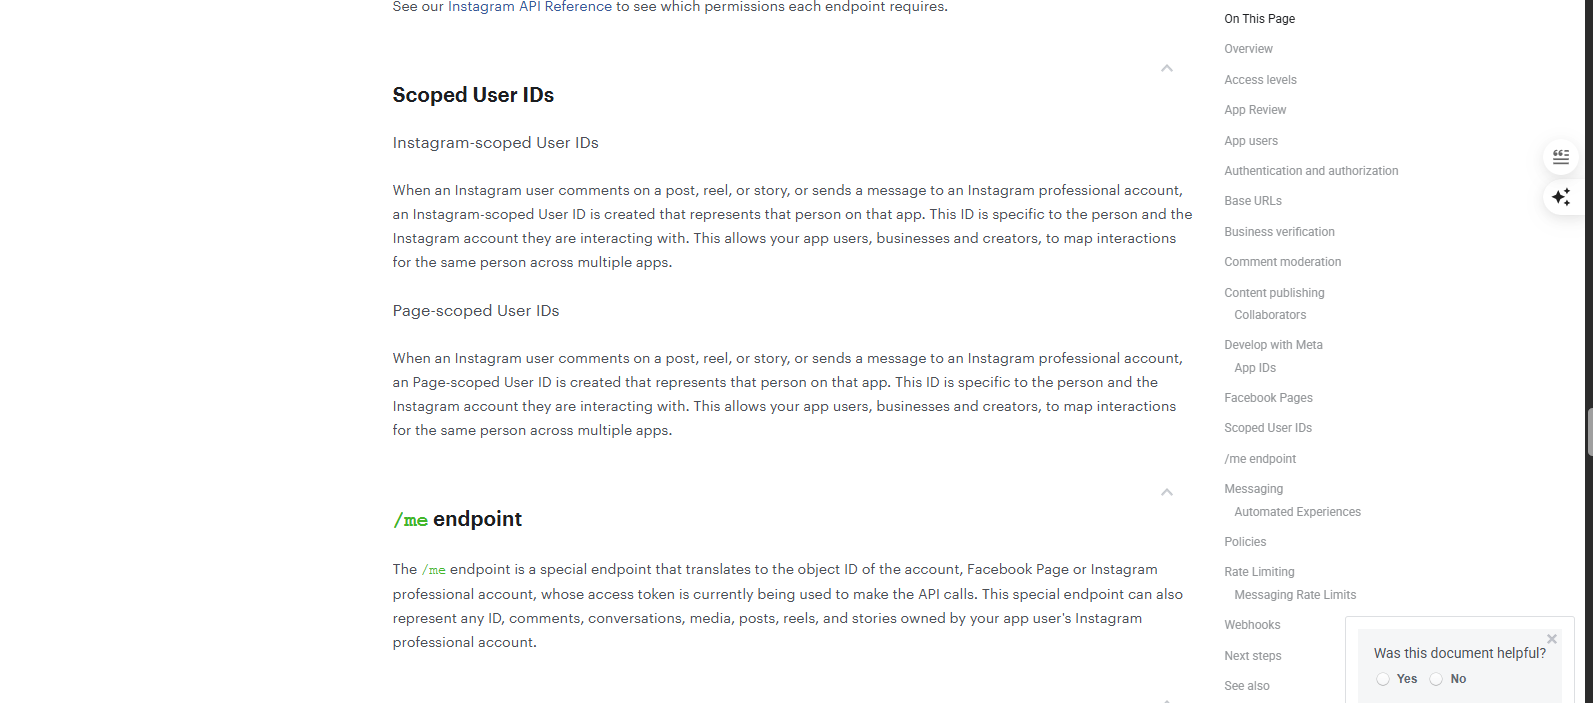 See our Instagram API Reference to see which permissions each endpoint requires.
Scoped User IDs
Instagram-scoped User IDs
When an Instagram user comments on a post, reel, or story, or sends a message to an Instagram professional account,
an Instagram-scoped User ID is created that represents that person on that app. This ID is specific to the person and the
Instagram account they are interacting with. This allows your app users, businesses and creators, to map interactions
for the same person across multiple apps.
Page-scoped User IDs
When an Instagram user comments on a post, reel, or story, or sends a message to an Instagram professional account,
an Page-scoped User ID is created that represents that person on that app. This ID is specific to the person and the
Instagram account they are interacting with. This allows your app users, businesses and creators, to map interactions
for the same person across multiple apps.
/me endpoint
The /me endpoint is a special endpoint that translates to the object ID of the account, Facebook Page or Instagram
professional account, whose access token is currently being used to make the API calls. This special endpoint can also
represent any ID, comments, conversations, media, posts, reels, and stories owned by your app user's Instagram
professional account.
On This Page
Overview
Access levels
App Review
App users
Authentication and authorization
Base URLs
Business verification
Comment moderation
Content publishing
Collaborators
Develop with Meta
App IDs
Facebook Pages
Scoped User IDs
/me endpoint
Messaging
Automated Experiences
Policies
Rate Limiting
Messaging Rate Limits
Webhooks
Next steps
See also
Was this document helpful?
Yes No